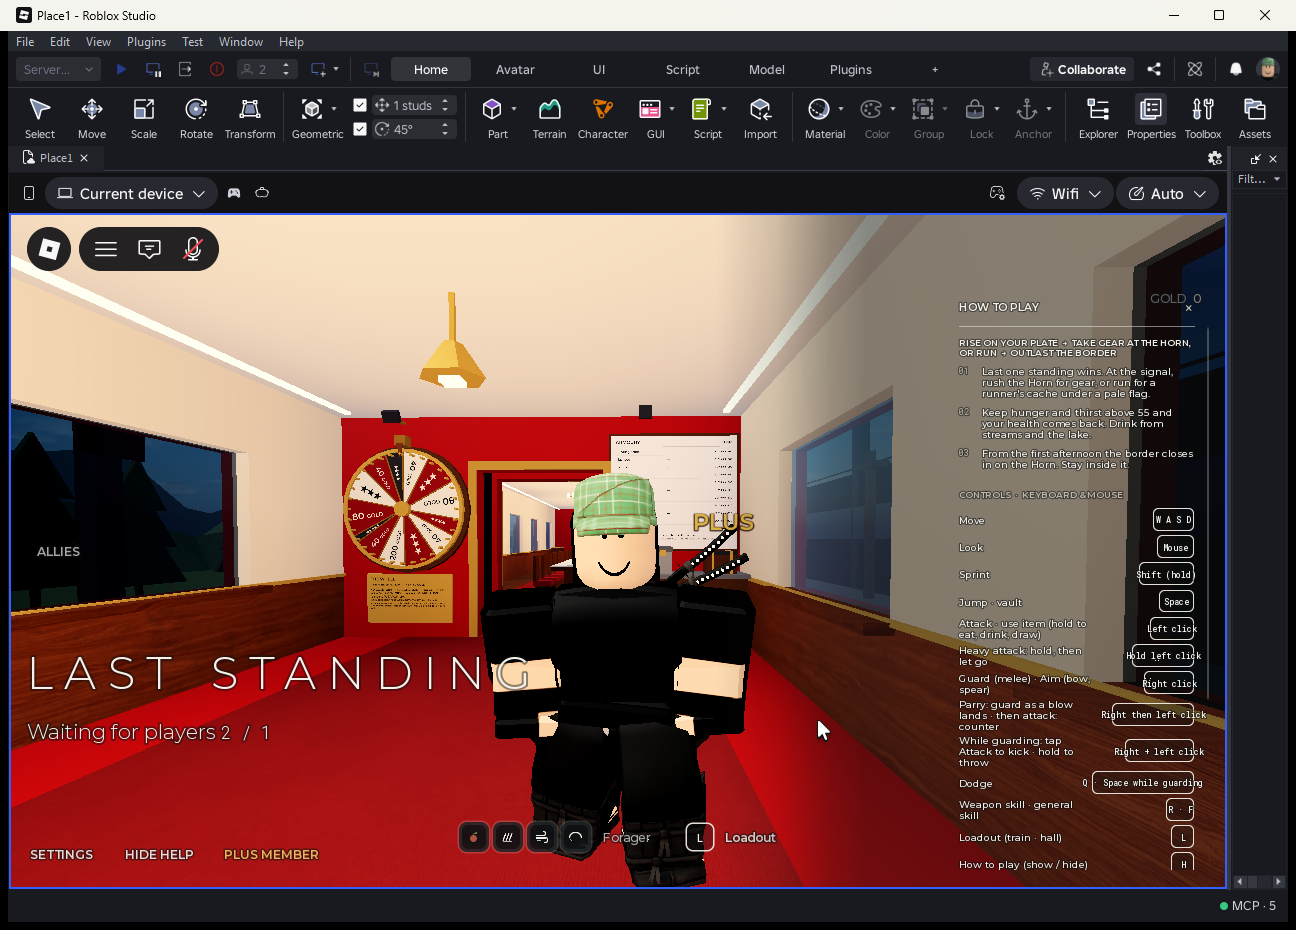 Place1 - Roblox Studio
File Edit View Plugins Test Window Help
Server... 2 Home Avatar UI Script Model Plugins + Collaborate
1 studs
45°
Select Move Scale Rotate Transform Geometric Part Terrain Character GUI Script Import Material Color Group Lock Anchor Explorer Properties Toolbox Assets
Place1
Filt...
Current device Wifi Auto
GOLD 0
HOW TO PLAY
RISE ON YOUR PLATE → TAKE GEAR AT THE HORN,
OR RUN → OUTLAST THE BORDER
01 Last one standing wins. At the signal,
rush the Horn for gear, or run for a
runner's cache under a pale flag.
02 Keep hunger and thirst above 55 and
your health comes back. Drink from
streams and the lake.
03 From the first afternoon the border closes
in on the Horn. Stay inside it.
CONTROLS · KEYBOARD & MOUSE
Move W A S D
Look Mouse
Sprint Shift (hold)
Jump · vault Space
Attack · use item (hold to
eat, drink, draw) Left click
Heavy attack: hold, then
let go Hold left click
Guard (melee) · Aim (bow,
spear) Right click
Parry: guard as a blow
lands · then attack:
counter Right then left click
While guarding: tap
Attack to kick · hold to
throw Right + left click
Dodge Q · Space while guarding
Weapon skill · general
skill R · F
Loadout (train · hall) L
How to play (show / hide) H
PLUS
ALLIES
LAST STANDING
Waiting for players 2 / 1
SETTINGS HIDE HELP PLUS MEMBER
Forager L Loadout
MCP · 5